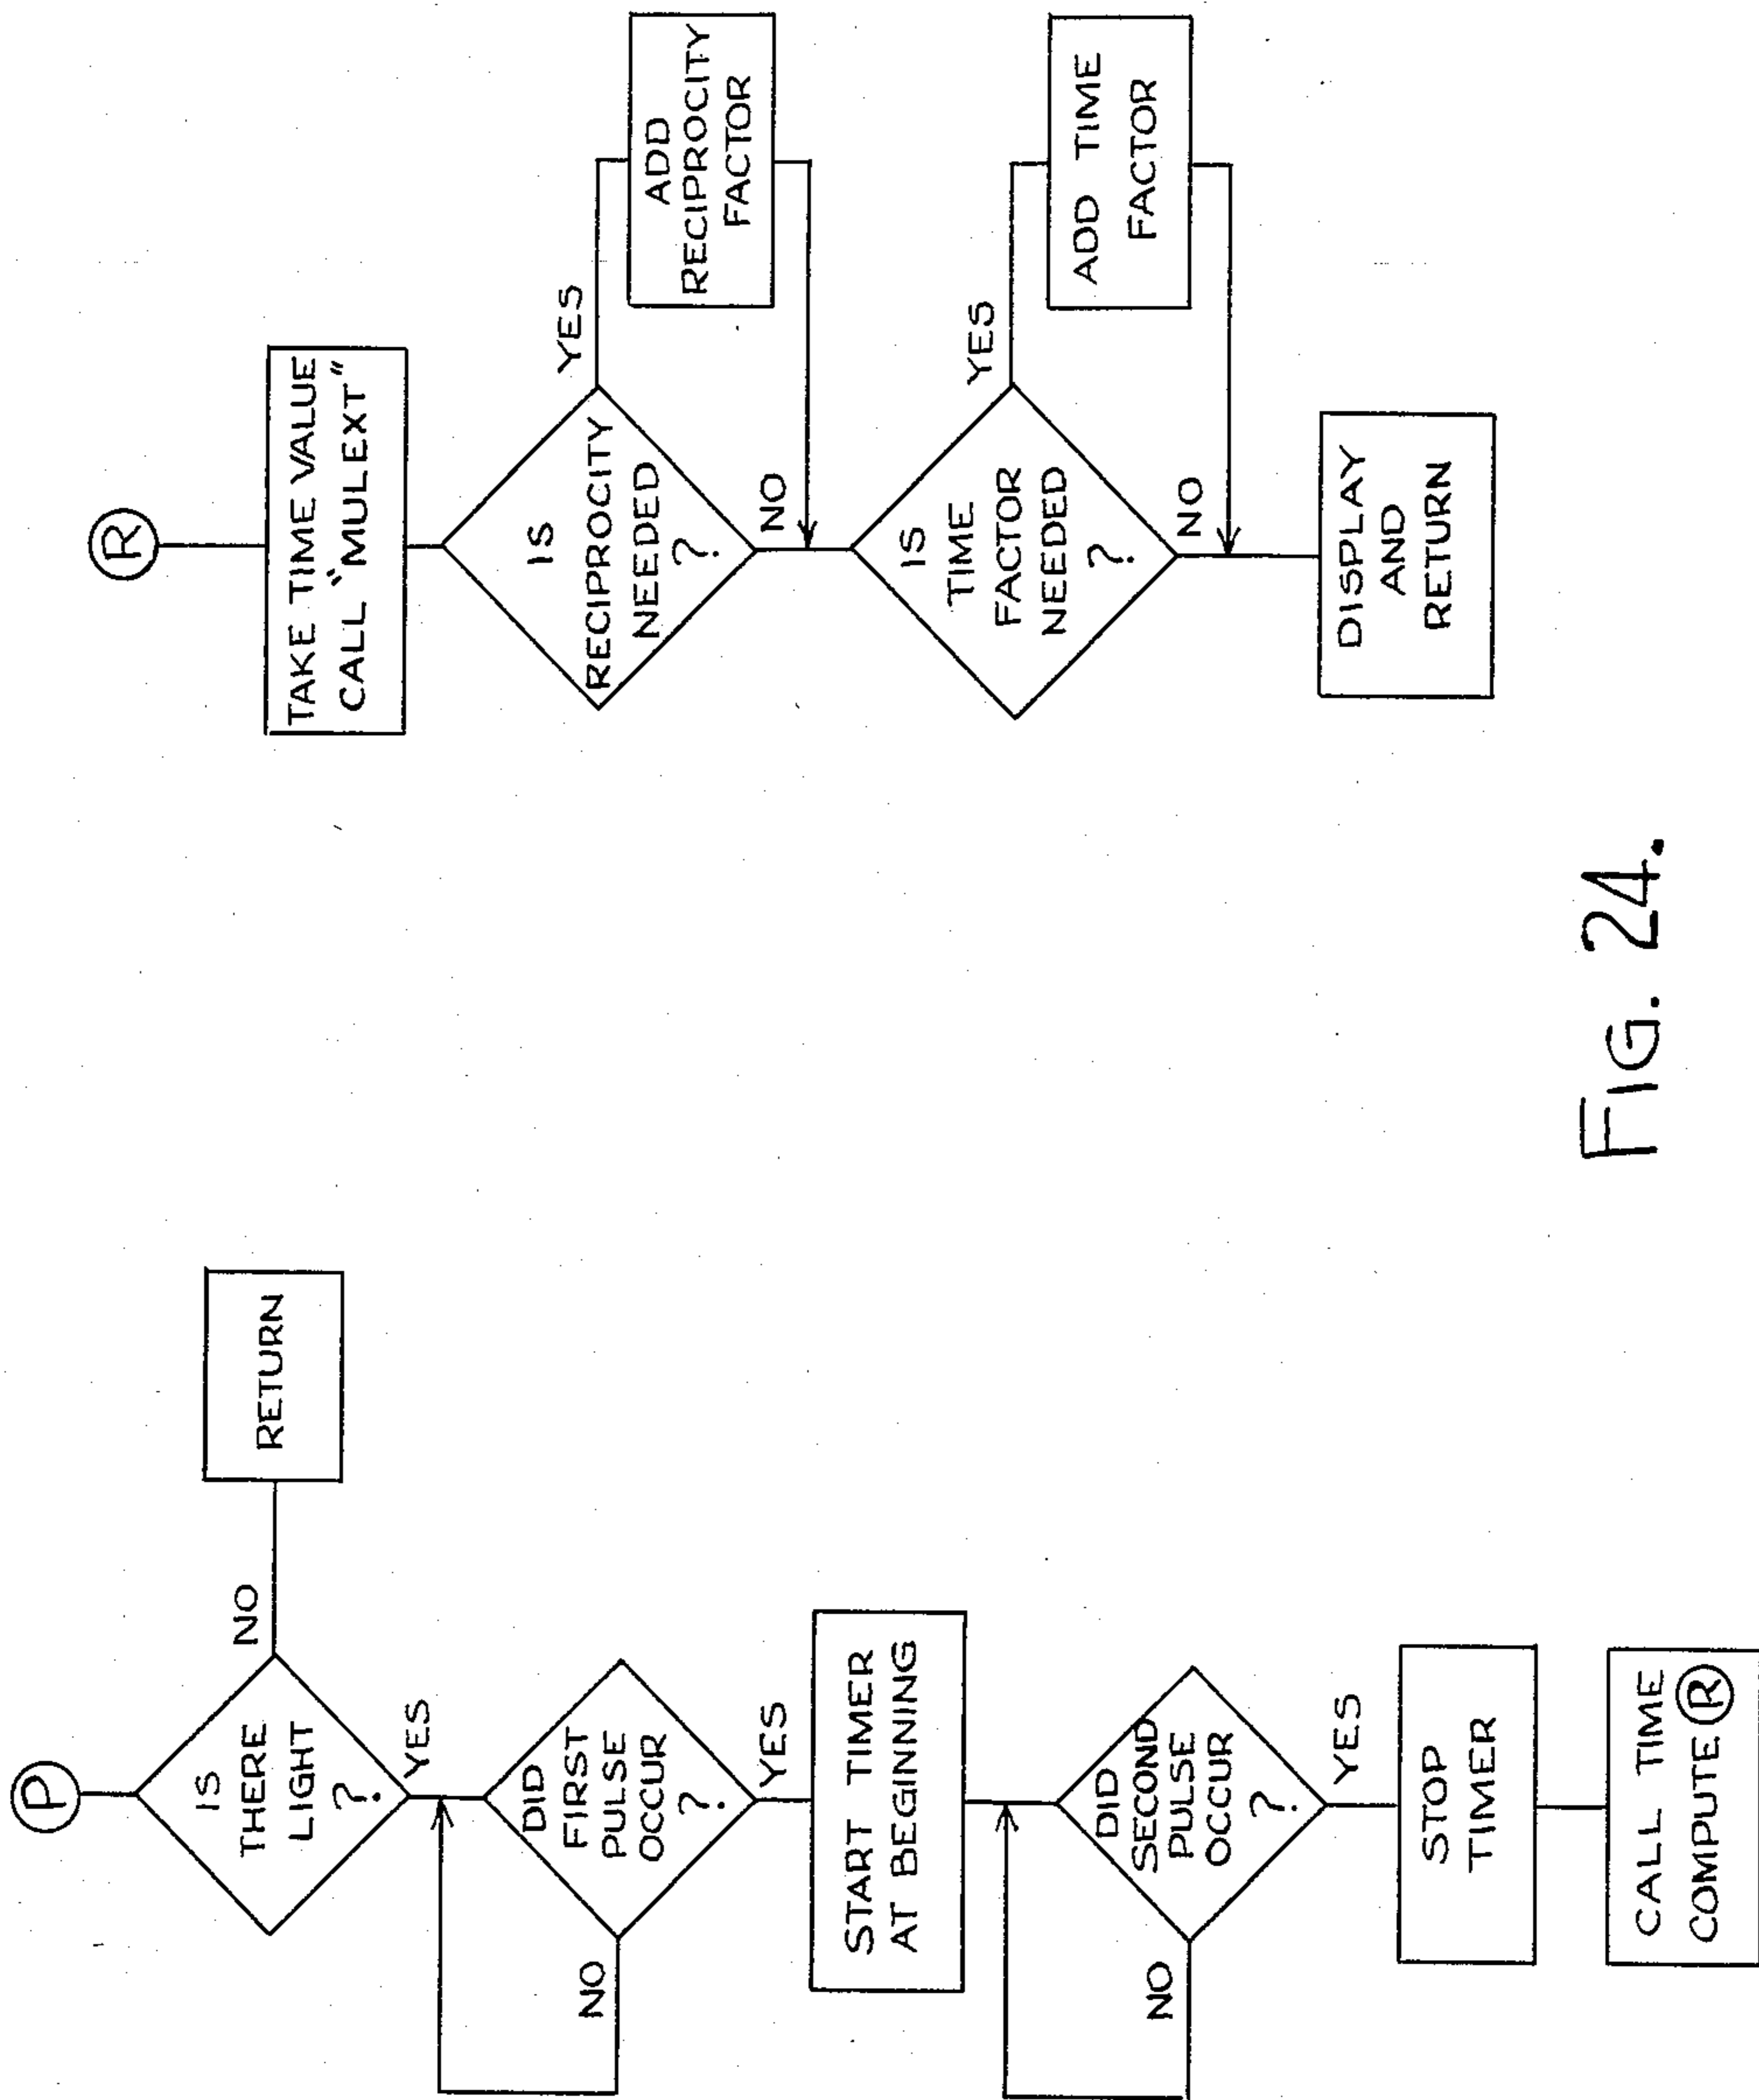 P
IS
THERE
LIGHT
?
NO
RETURN
YES
DID
FIRST
PULSE
OCCUR
?
NO
YES
START TIMER
AT BEGINNING
DID
SECOND
PULSE
OCCUR
?
NO
YES
STOP
TIMER
CALL TIME
COMPUTE R
R
TAKE TIME VALUE
CALL "MULEXT"
IS
RECIPROCITY
NEEDED
?
YES
ADD
RECIPROCITY
FACTOR
NO
IS
TIME
FACTOR
NEEDED
?
YES
ADD TIME
FACTOR
NO
DISPLAY
AND
RETURN
FIG. 24.